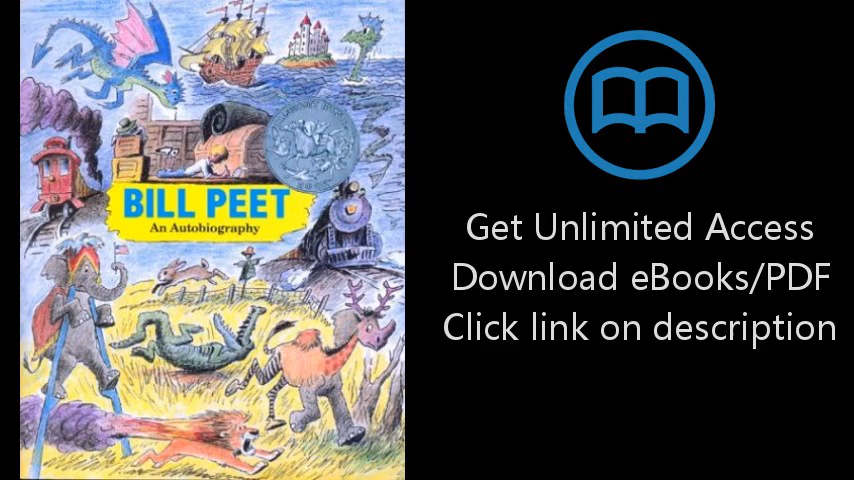 BILL PEET
An Autobiography
Get Unlimited Access
Download eBooks/PDF
Click link on description